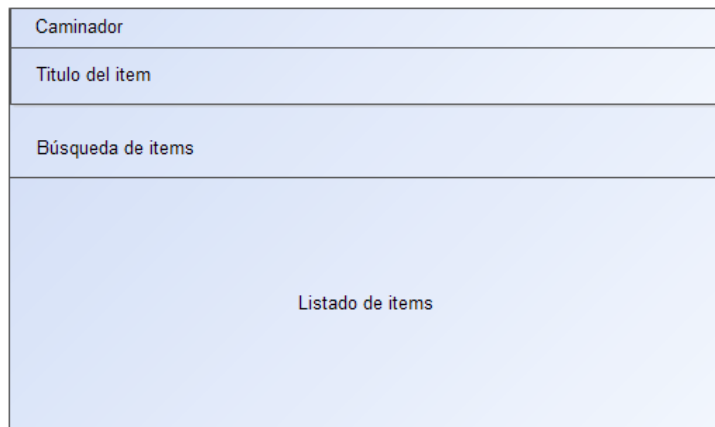 Caminador
Titulo del item
Búsqueda de items
Listado de items